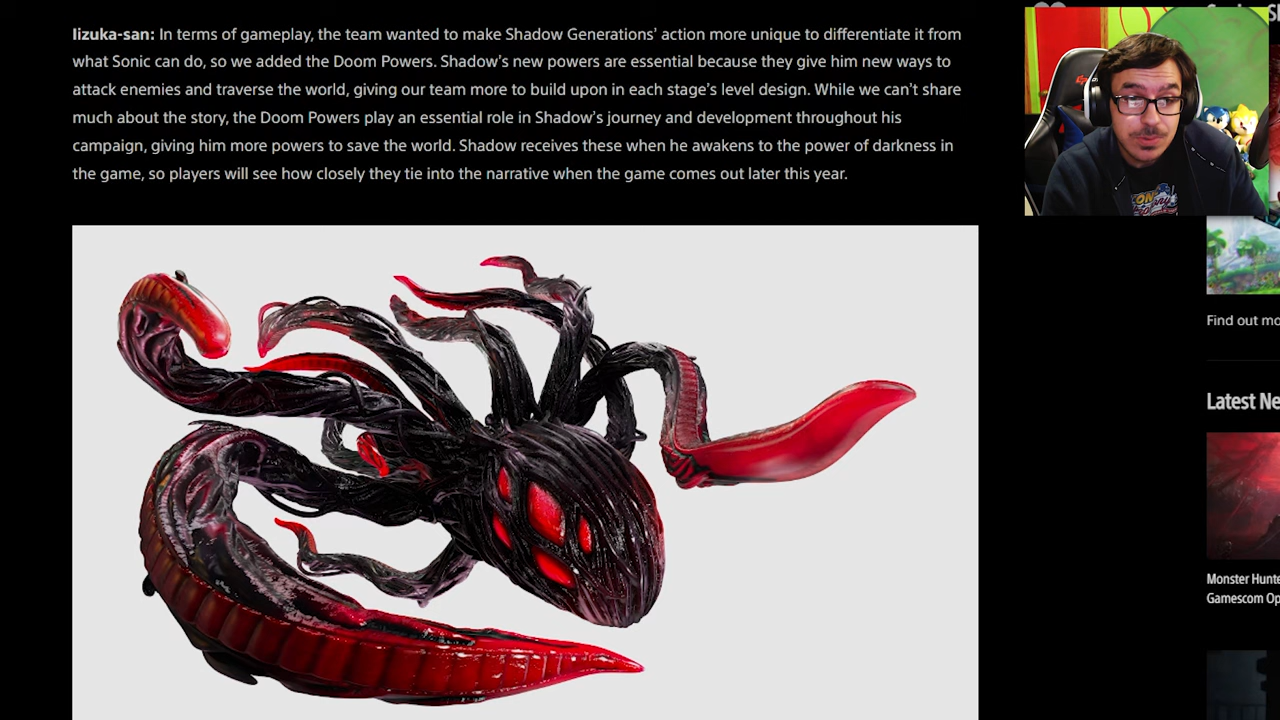 Iizuka-san: In terms of gameplay, the team wanted to make Shadow Generations' action more unique to differentiate it from
what Sonic can do, so we added the Doom Powers. Shadow's new powers are essential because they give him new ways to
attack enemies and traverse the world, giving our team more to build upon in each stage's level design. While we can't share
much about the story, the Doom Powers play an essential role in Shadow's journey and development throughout his
campaign, giving him more powers to save the world. Shadow receives these when he awakens to the power of darkness in
the game, so players will see how closely they tie into the narrative when the game comes out later this year.
Find out mo
Latest Ne
Monster Hunte
Gamescom Op